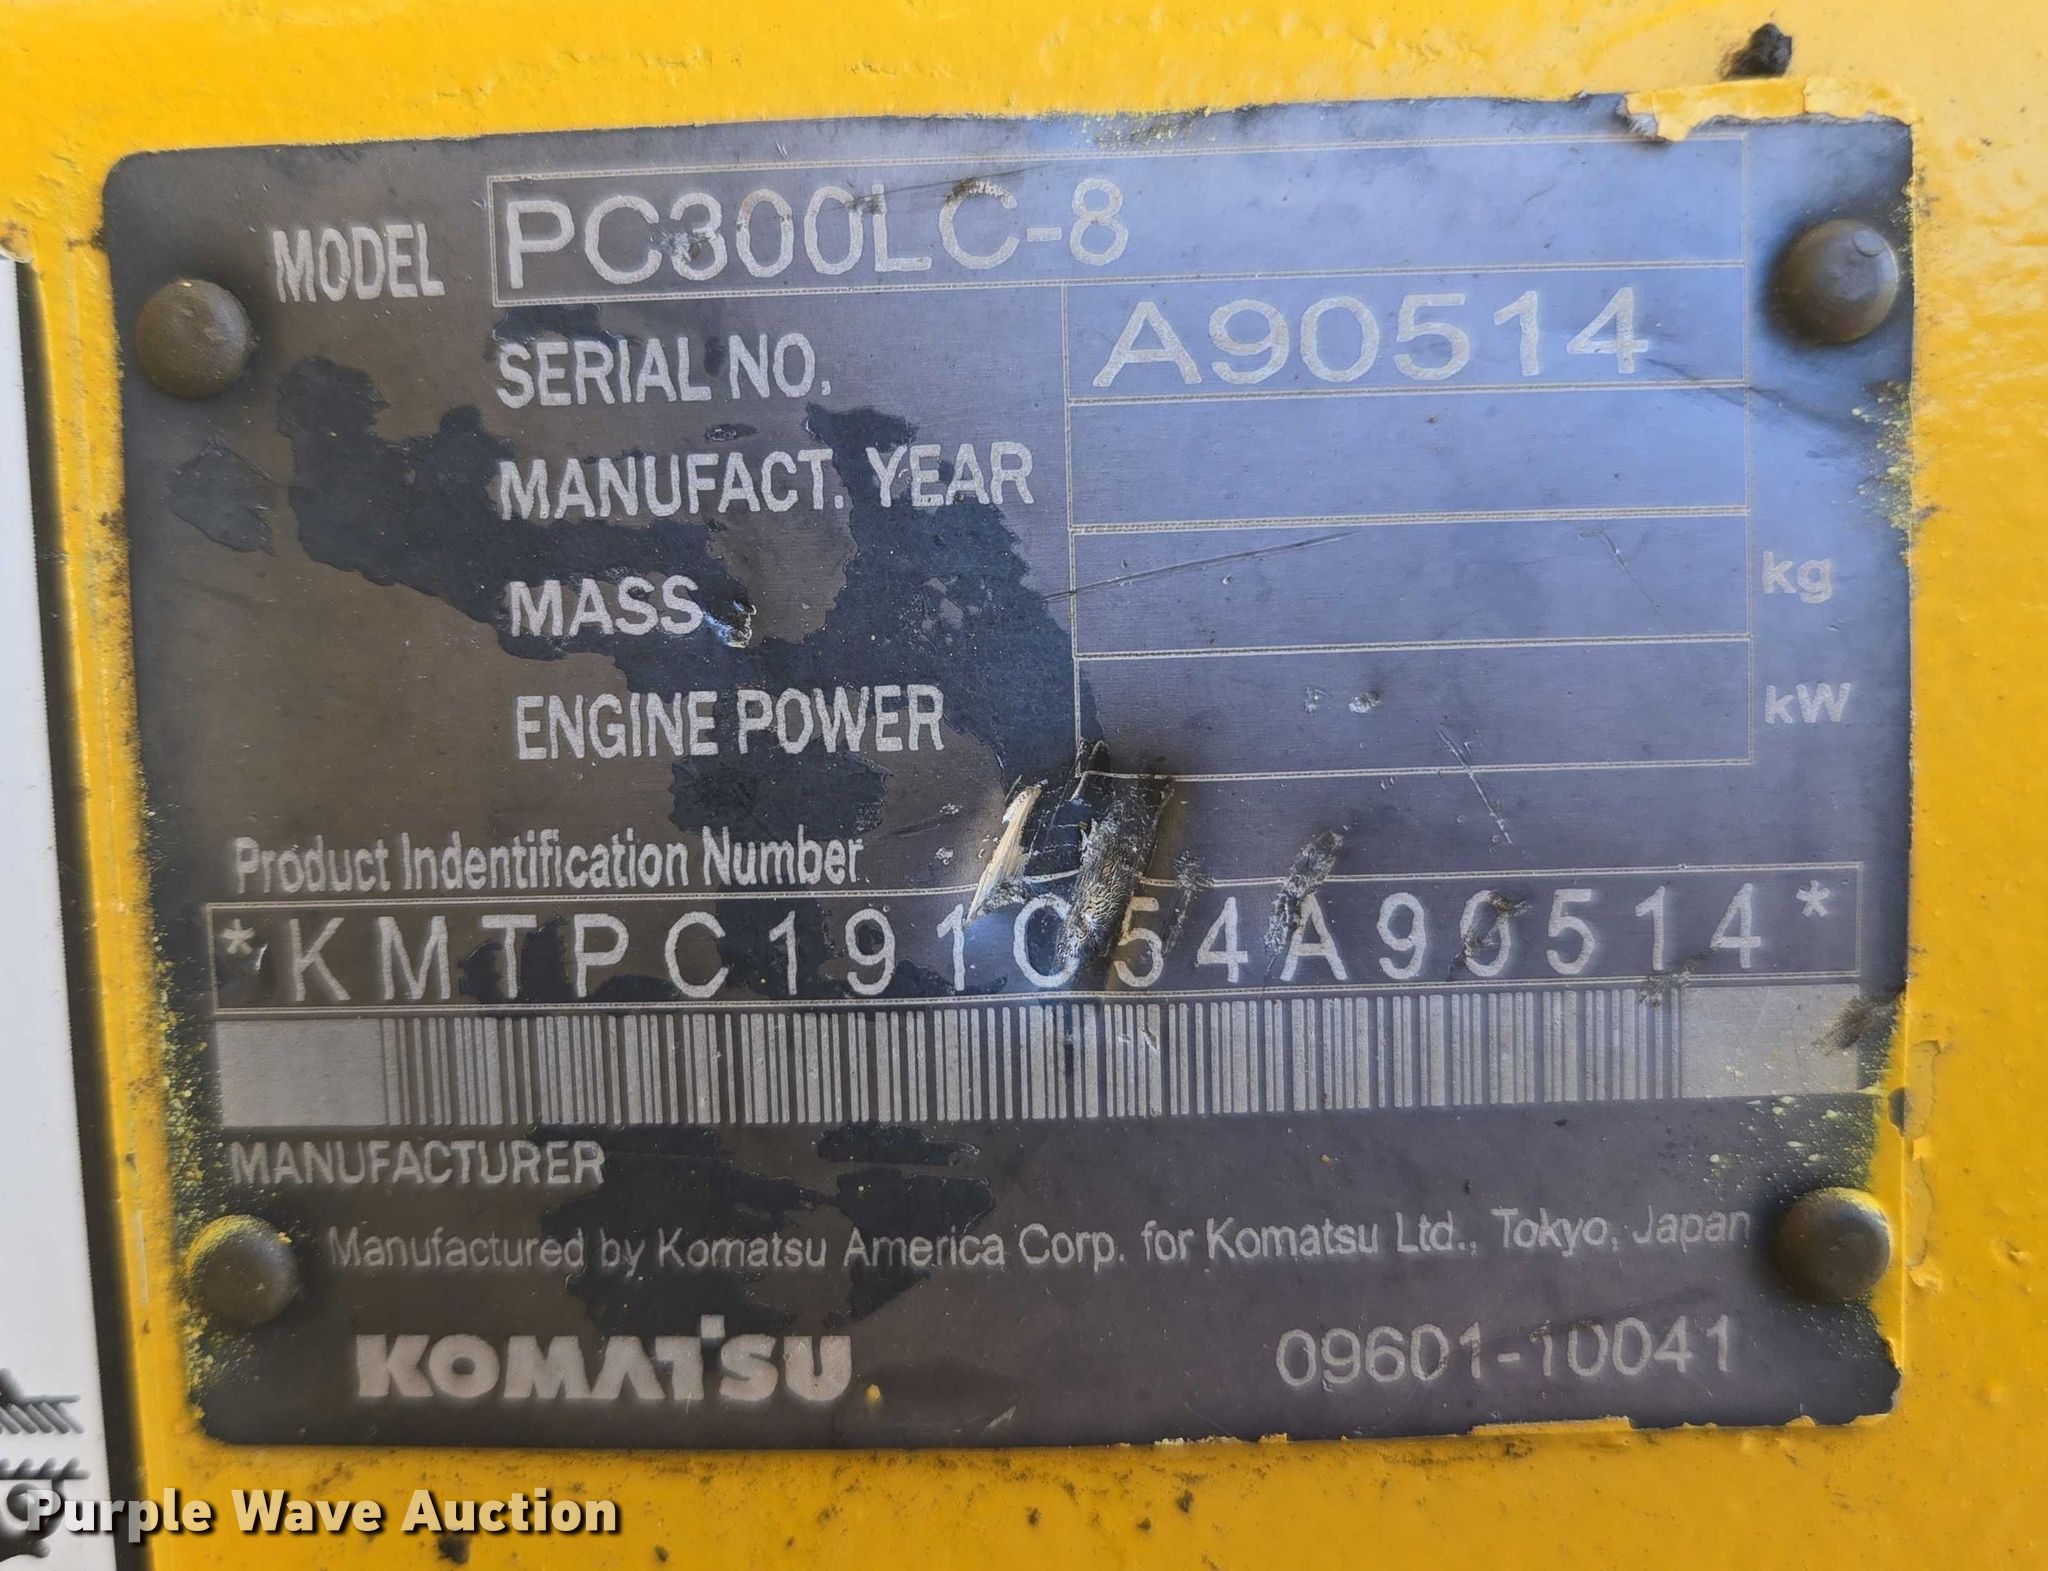 MODEL PC300LC-8
SERIAL NO. A90514
MANUFACT. YEAR
MASS kg
ENGINE POWER kW
Product Indentification Number
*KMTPC191C54A90514*
MANUFACTURER
Manufactured by Komatsu America Corp. for Komatsu Ltd., Tokyo, Japan
KOMATSU 09601-10041
Purple Wave Auction